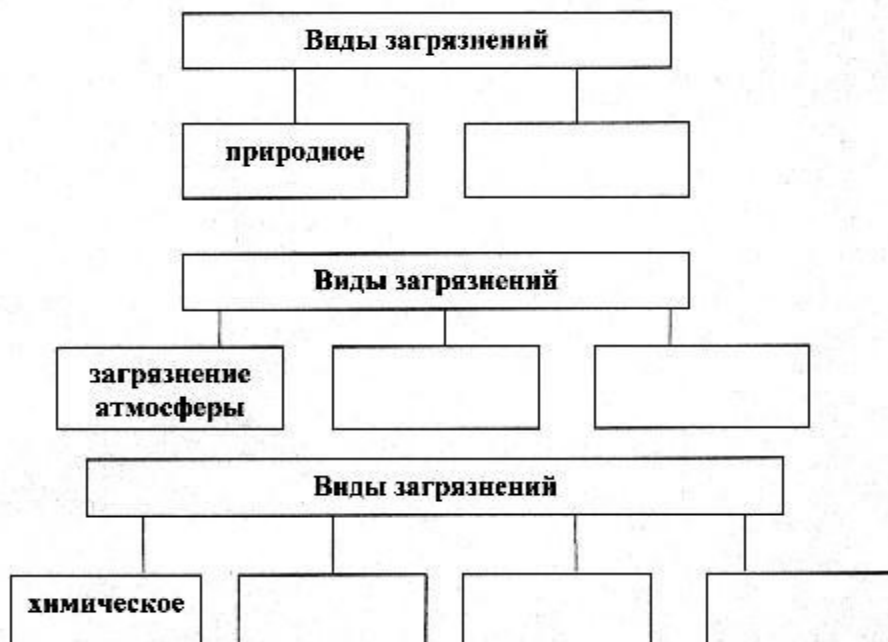 Виды загрязнений
природное
Виды загрязнений
загрязнение
атмосферы
Виды загрязнений
химическое